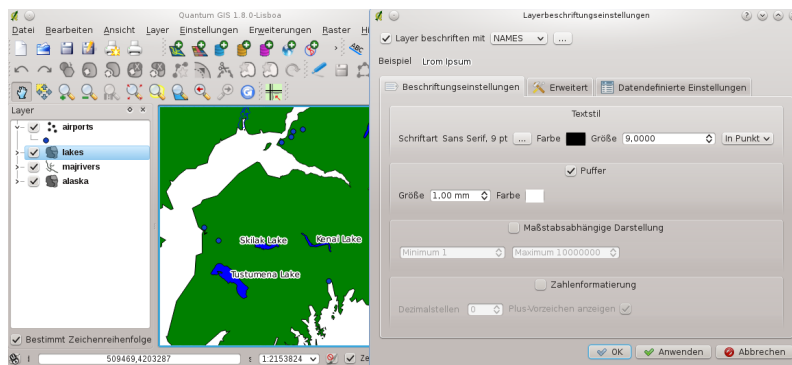 Quantum GIS 1.8.0-Lisboa
Datei Bearbeiten Ansicht Layer Einstellungen Erweiterungen Raster
Layer
airports
lakes
majrivers
alaska
Skilak Lake
Kenai Lake
Tustumena Lake
Bestimmt Zeichenreihenfolge
509469,4203287
1:2153824
Layerbeschriftungseinstellungen
Layer beschriften mit NAMES ...
Beispiel Lrom Ipsum
Beschriftungseinstellungen Erweitert Datendefinierte Einstellungen
Textstil
Schriftart Sans Serif, 9 pt ... Farbe Größe 9,0000 In Punkt
Puffer
Größe 1,00 mm Farbe
Maßstabsabhängige Darstellung
Minimum 1 Maximum 10000000
Zahlenformatierung
Dezimalstellen 0 Plus-Vorzeichen anzeigen
OK Anwenden Abbrechen